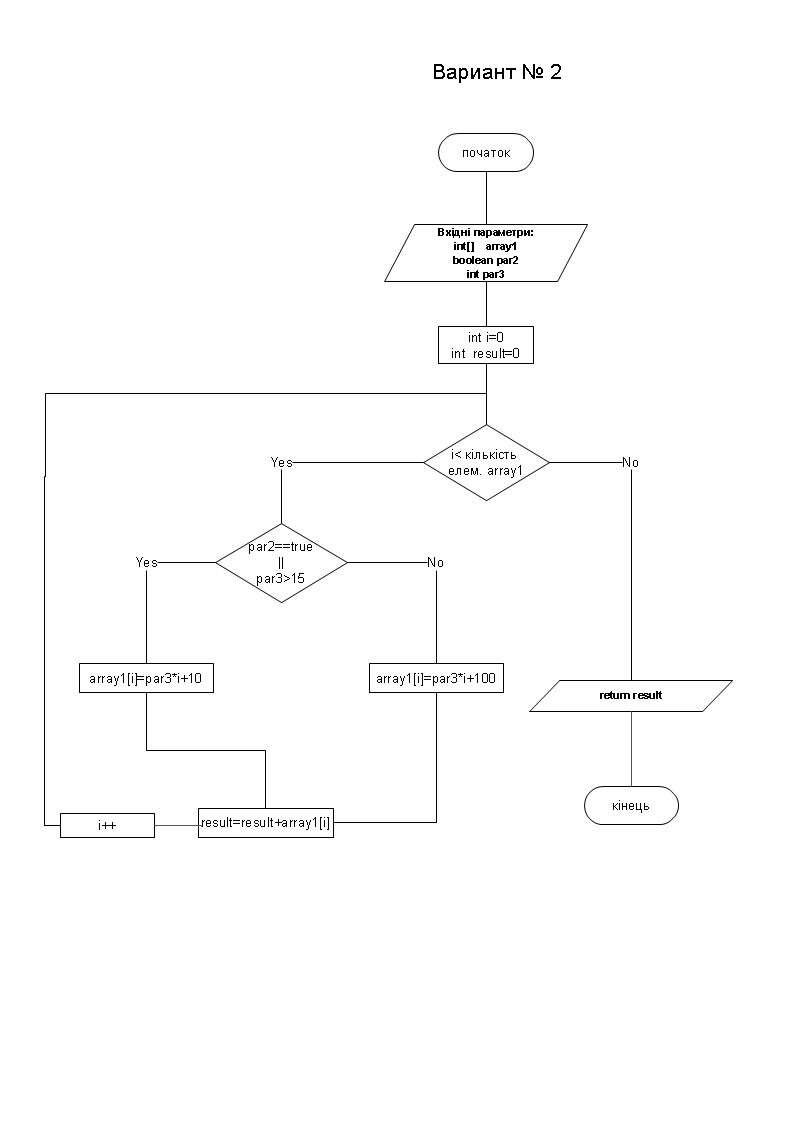 Вариант № 2
початок
Вхідні параметри:
int[] array1
boolean par2
int par3
int i=0
int result=0
i< кількість
елем. array1
Yes
No
par2==true
||
par3>15
Yes
No
array1[i]=par3*i+10
array1[i]=par3*i+100
return result
i++
result=result+array1[i]
кінець